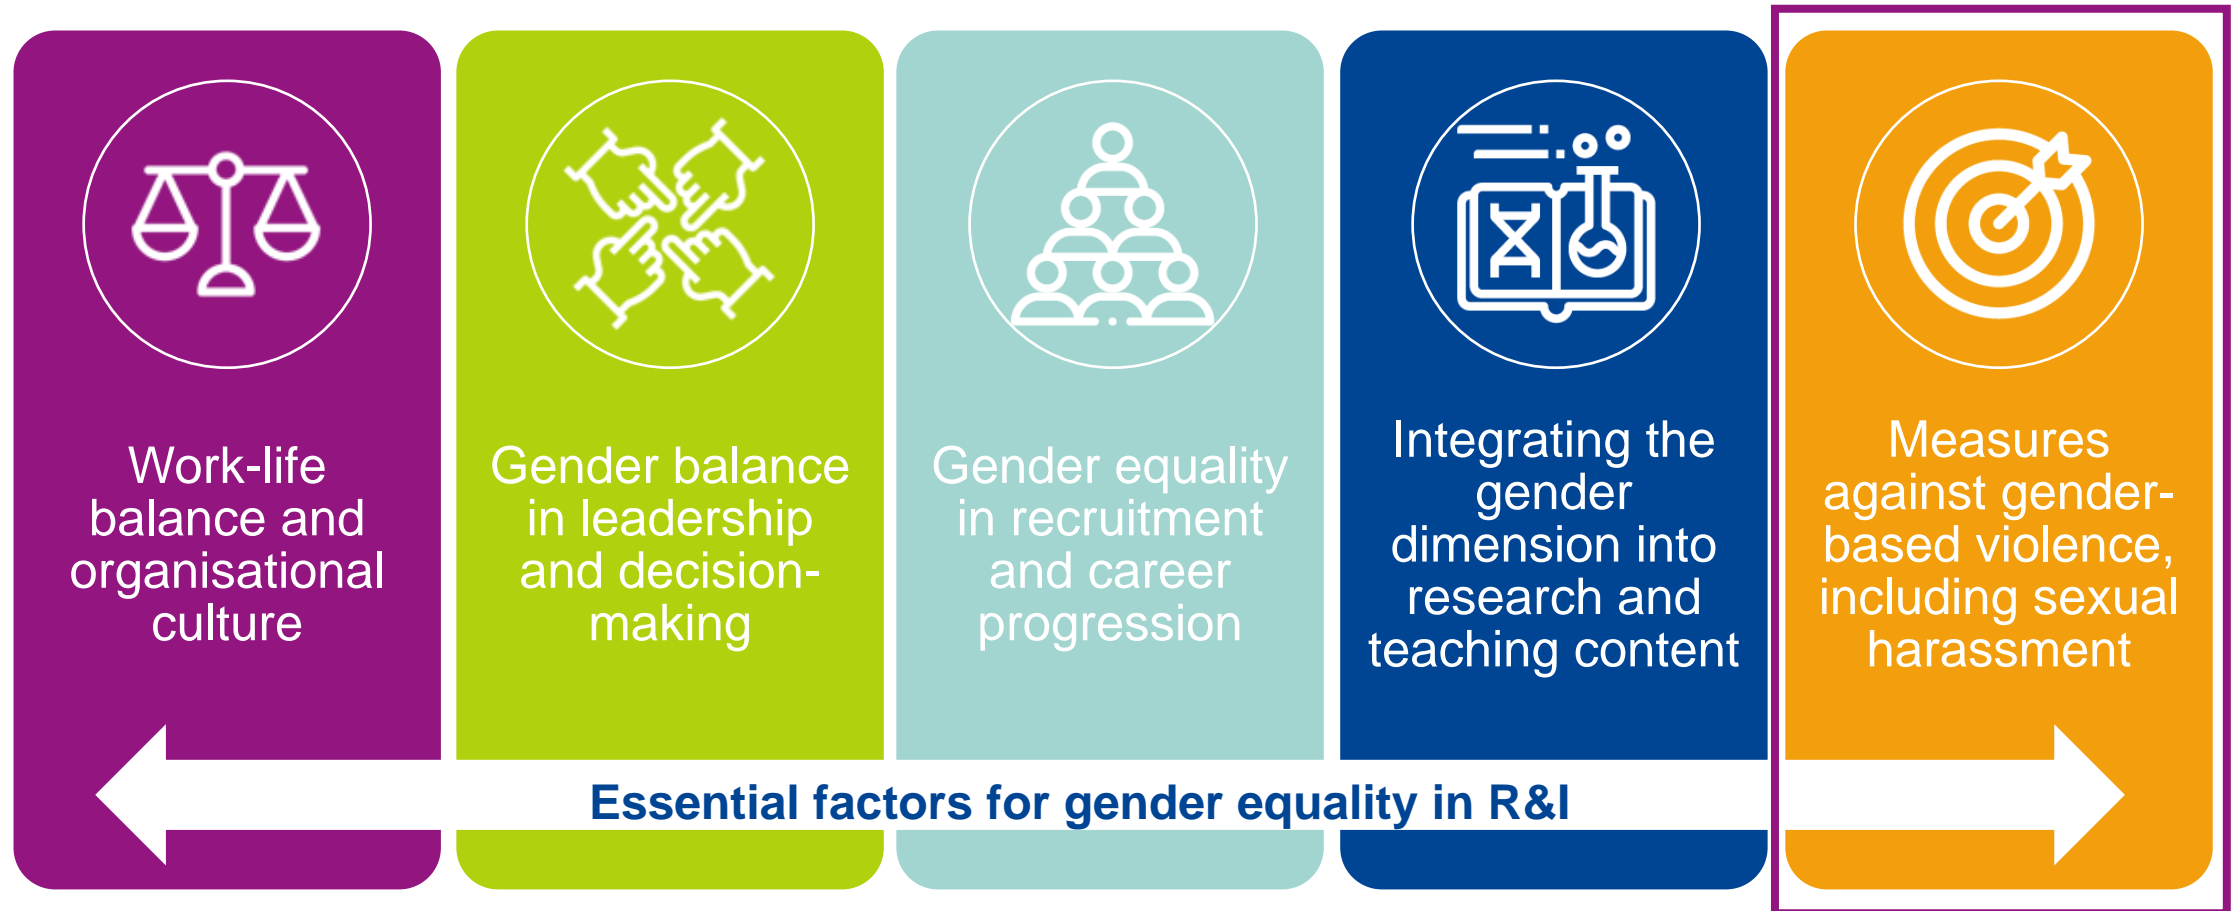 Work-life
balance and
organisational
culture
Gender balance
in leadership
and decision-
making
Gender equality
in recruitment
and career
progression
Integrating the
gender
dimension into
research and
teaching content
Measures
against gender-
based violence,
including sexual
harassment
Essential factors for gender equality in R&I